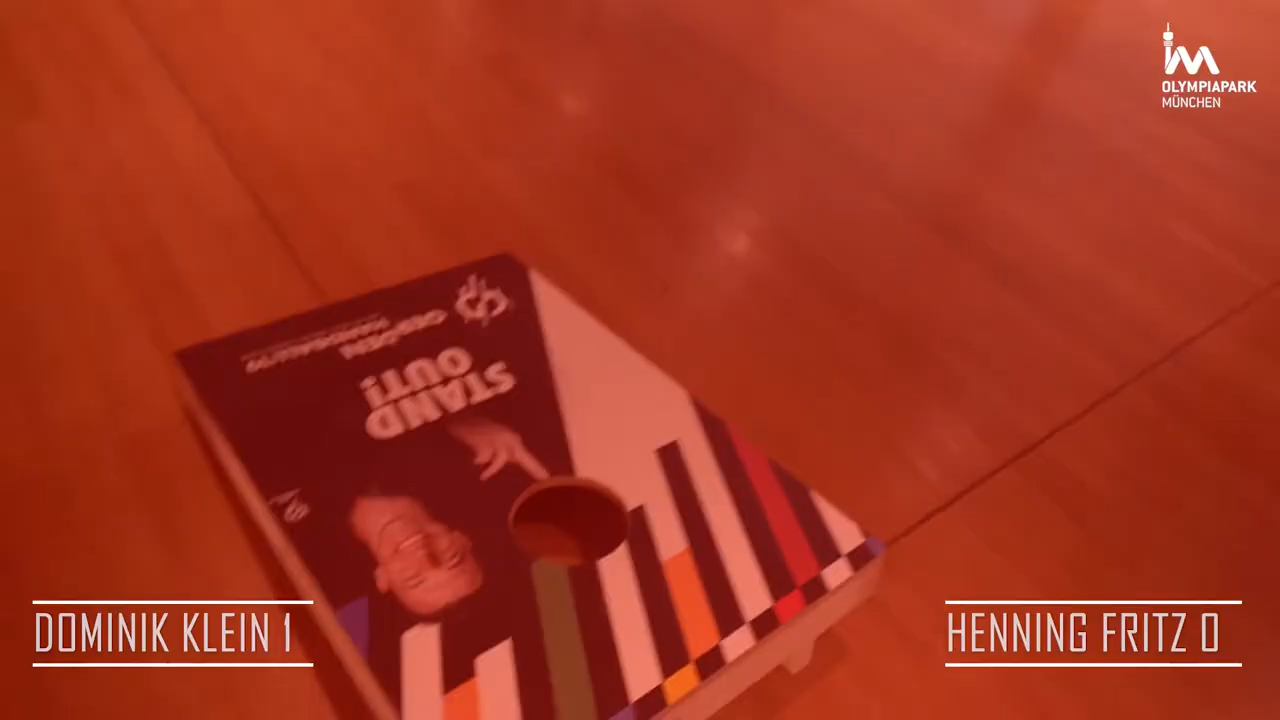 OLYMPIAPARK
MÜNCHEN
STAND
OUT!
DOMINIK KLEIN 1
HENNING FRITZ 0